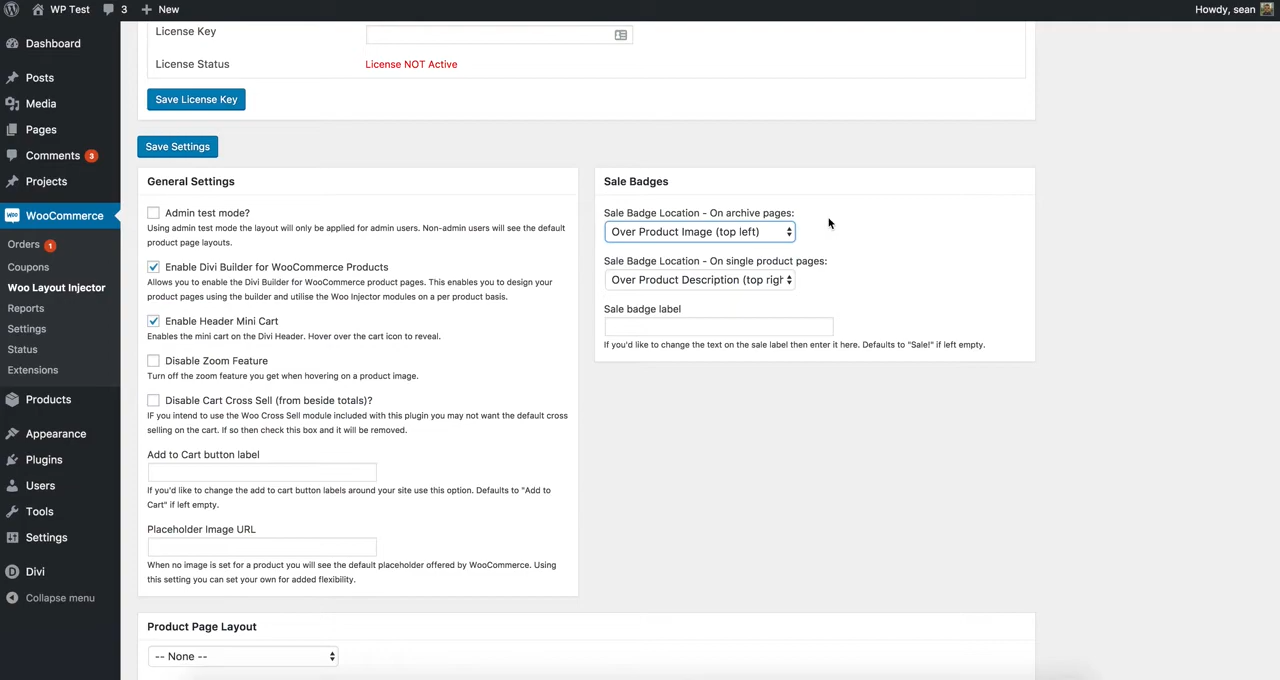 WP Test
3
New
Howdy, sean
Dashboard
Posts
Media
Pages
Comments 3
Projects
WooCommerce
Orders 1
Coupons
Woo Layout Injector
Reports
Settings
Status
Extensions
Products
Appearance
Plugins
Users
Tools
Settings
Divi
Collapse menu
License Key
License Status
License NOT Active
Save License Key
Save Settings
General Settings
Admin test mode?
Using admin test mode the layout will only be applied for admin users. Non-admin users will see the default
product page layouts.
Enable Divi Builder for WooCommerce Products
Allows you to enable the Divi Builder for WooCommerce product pages. This enables you to design your
product pages using the builder and utilise the Woo Injector modules on a per product basis.
Enable Header Mini Cart
Enables the mini cart on the Divi Header. Hover over the cart icon to reveal.
Disable Zoom Feature
Turn off the zoom feature you get when hovering on a product image.
Disable Cart Cross Sell (from beside totals)?
IF you intend to use the Woo Cross Sell module included with this plugin you may not want the default cross
selling on the cart. If so then check this box and it will be removed.
Add to Cart button label
If you'd like to change the add to cart button labels around your site use this option. Defaults to "Add to
Cart" if left empty.
Placeholder Image URL
When no image is set for a product you will see the default placeholder offered by WooCommerce. Using
this setting you can set your own for added flexibility.
Sale Badges
Sale Badge Location - On archive pages:
Over Product Image (top left)
Sale Badge Location - On single product pages:
Over Product Description (top righ
Sale badge label
If you'd like to change the text on the sale label then enter it here. Defaults to "Sale!" if left empty.
Product Page Layout
-- None --